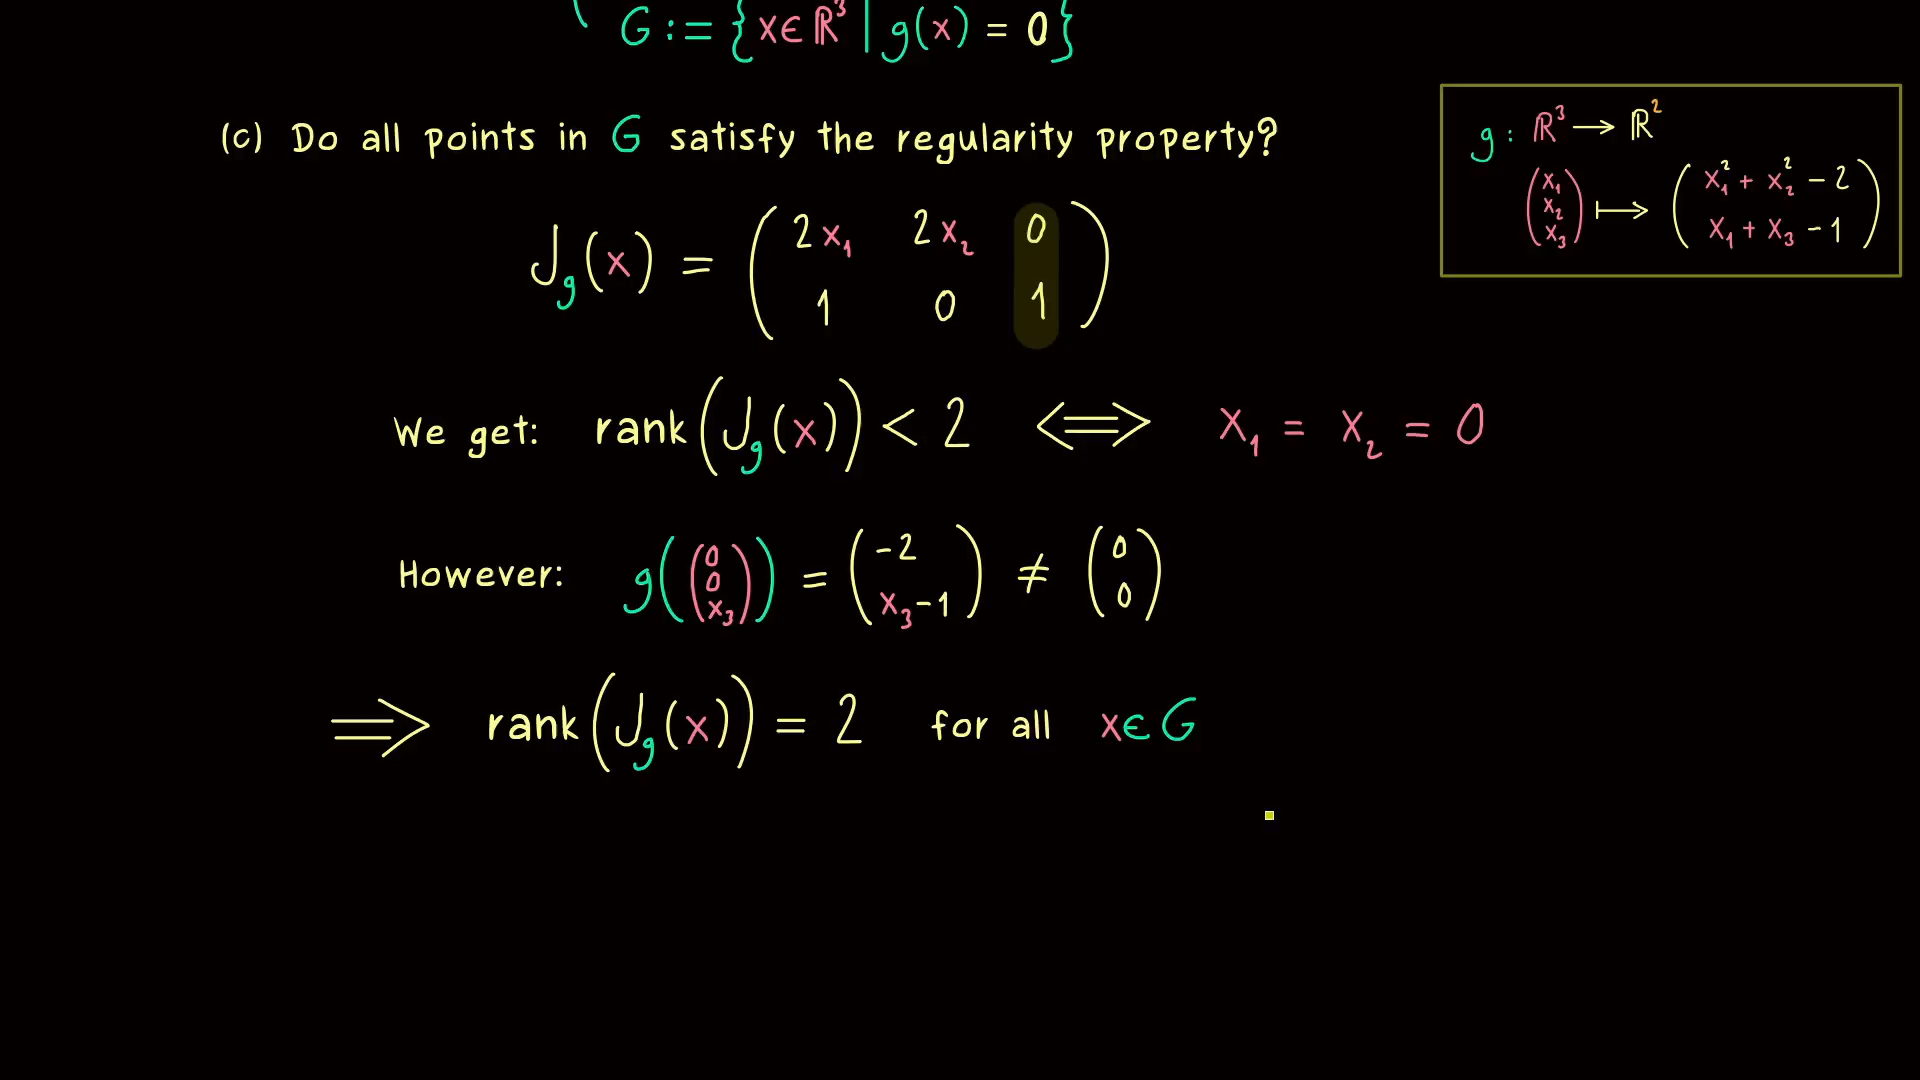 G := {x∈ℝ³ | g(x) = 0}
(c) Do all points in G satisfy the regularity property?
g : ℝ³ ⟶ ℝ²
(x₁ x₂ x₃) ⟼ (x₁² + x₂² − 2
x₁ + x₃ − 1)
J_g(x) = (2x₁ 2x₂ 0
1 0 1)
We get: rank(J_g(x)) < 2 ⟺ x₁ = x₂ = 0
However: g((0 0 x₃)) = (-2 x₃-1) ≠ (0 0)
⟹ rank(J_g(x)) = 2 for all x∈G